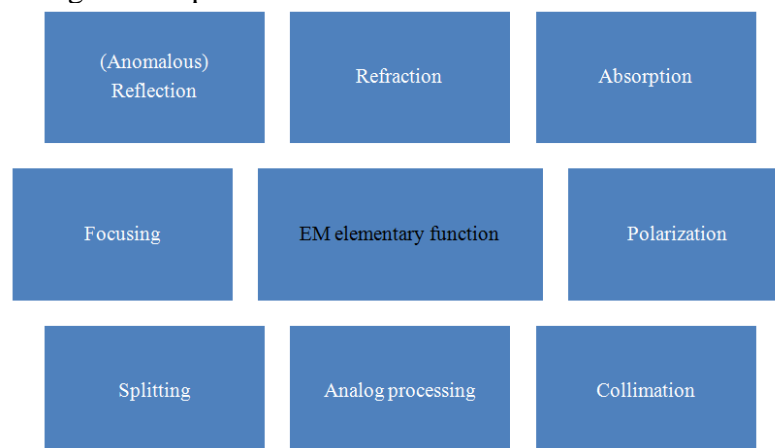 (Anomalous)
Reflection
Refraction
Absorption
Focusing
EM elementary function
Polarization
Splitting
Analog processing
Collimation